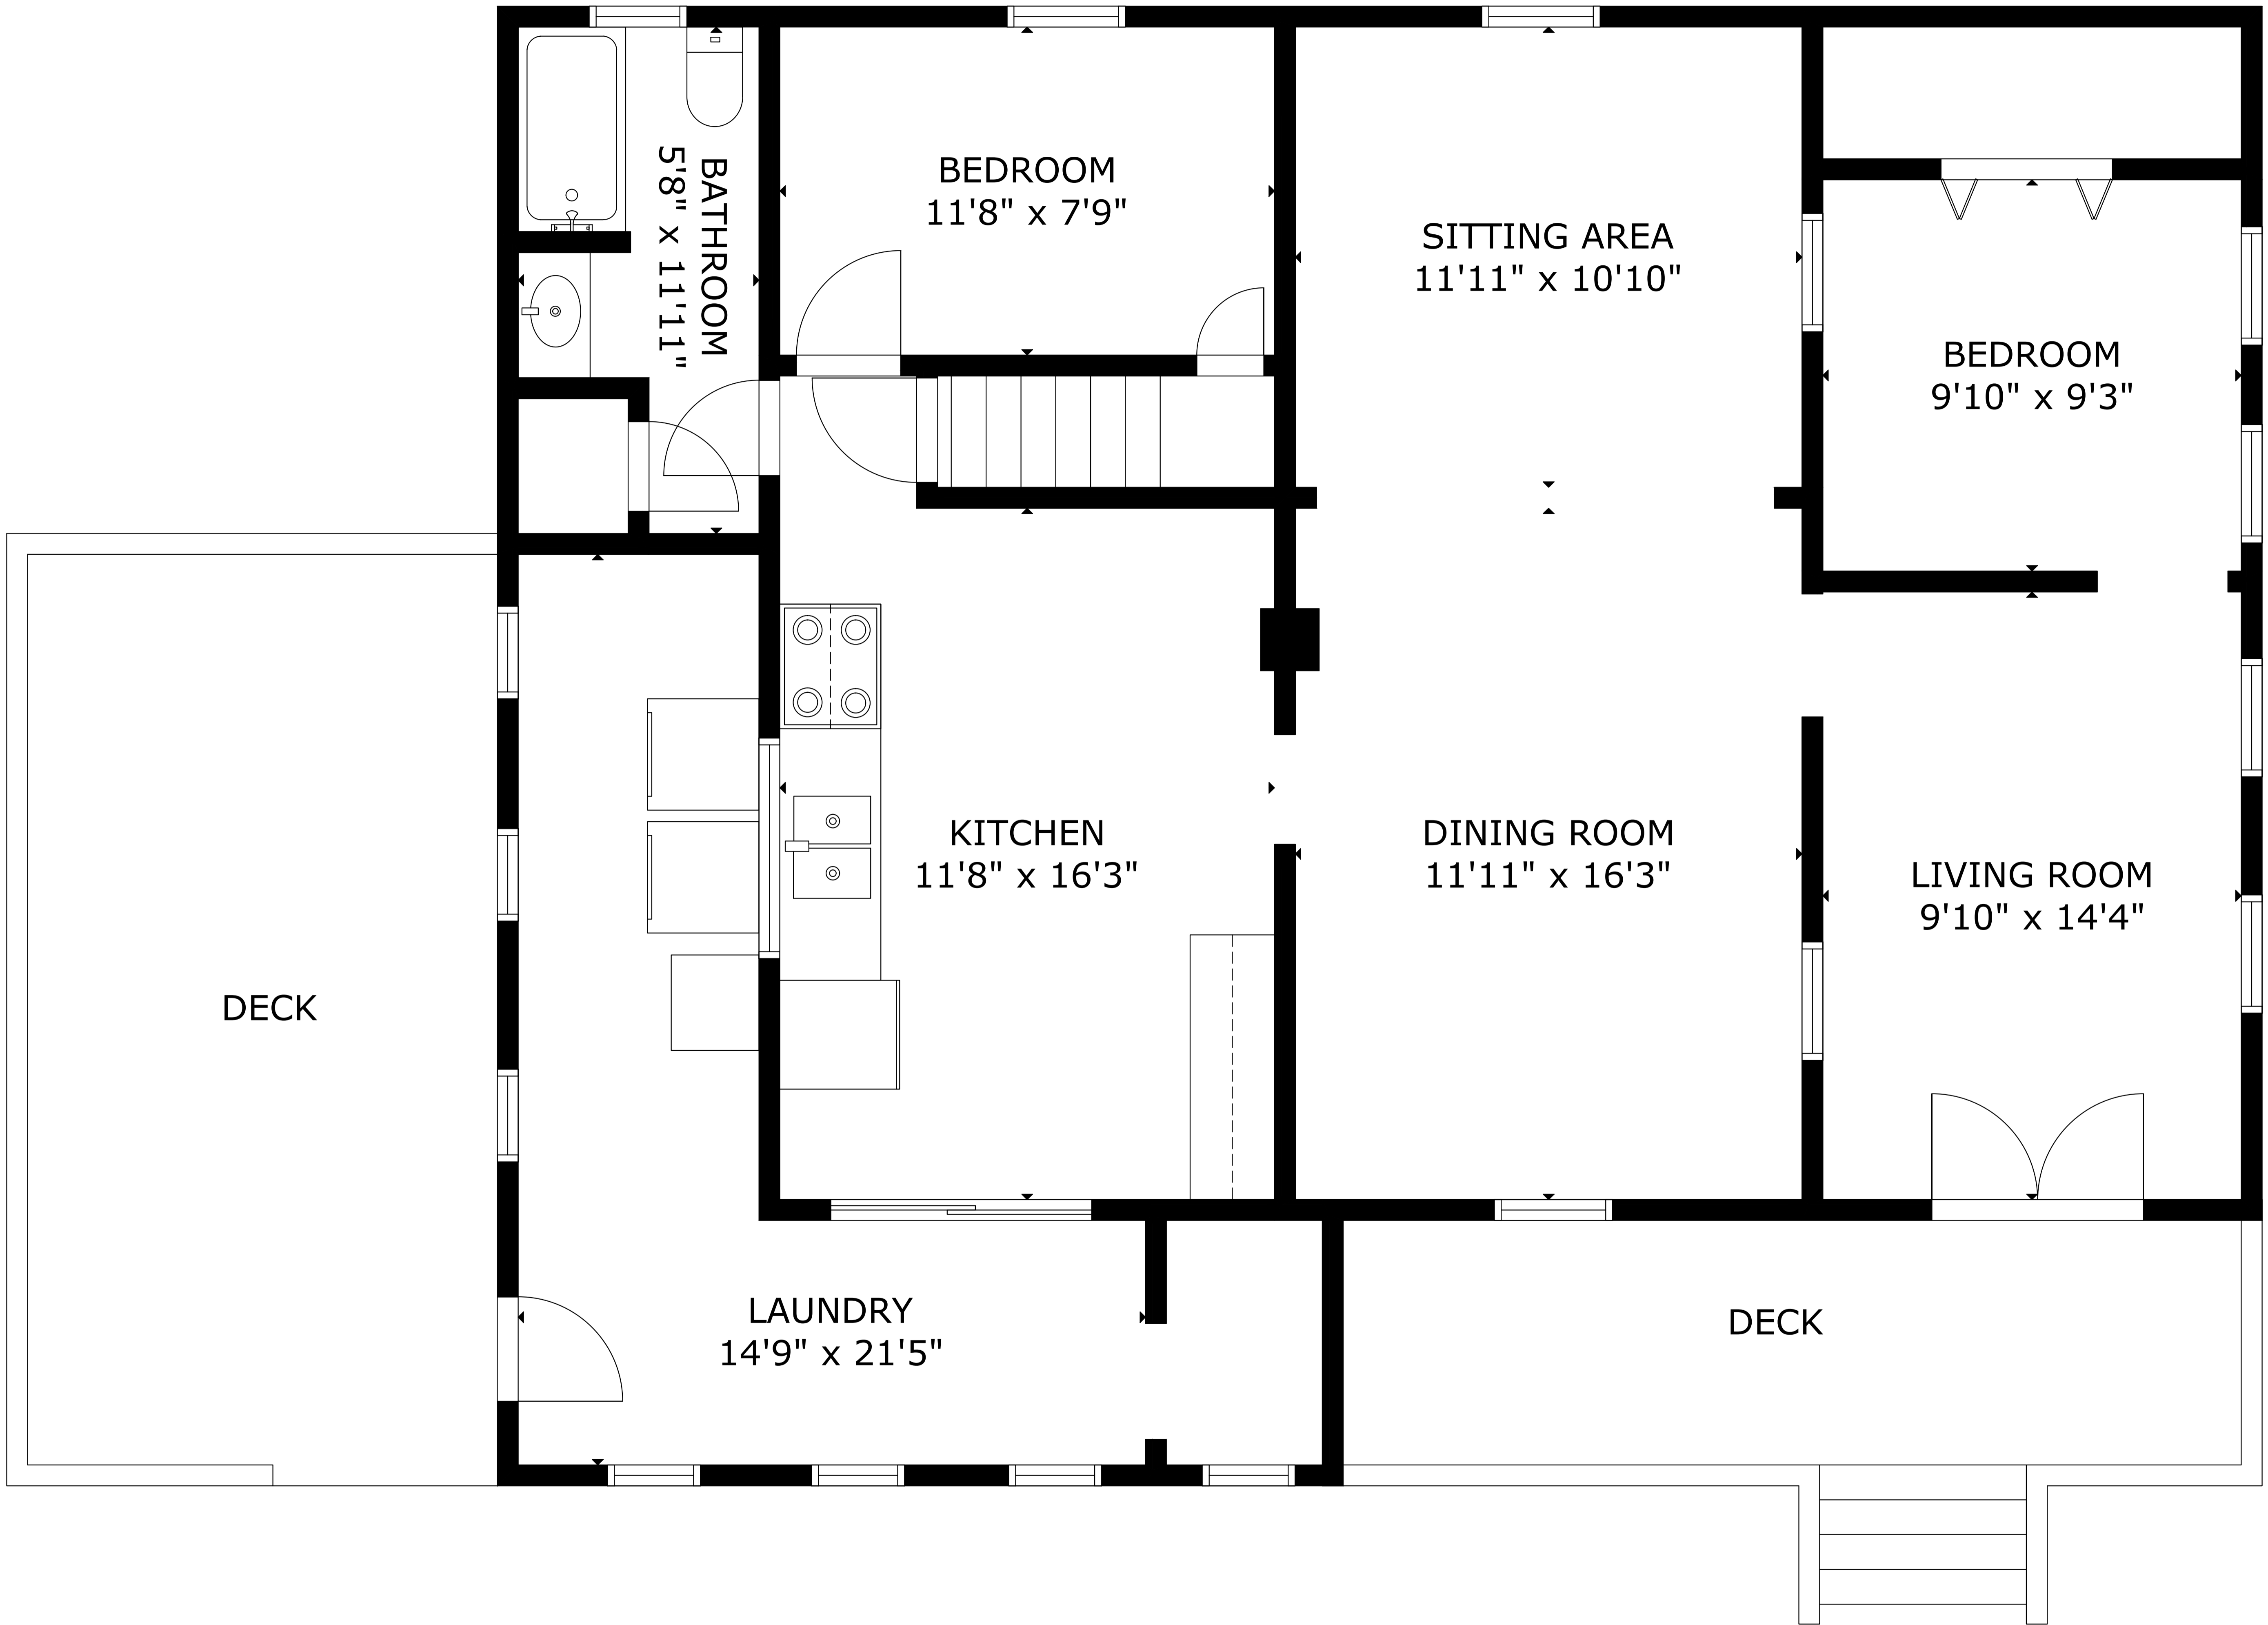 BATHROOM
5'8" x 11'11"
BEDROOM
11'8" x 7'9"
SITTING AREA
11'11" x 10'10"
BEDROOM
9'10" x 9'3"
KITCHEN
11'8" x 16'3"
DINING ROOM
11'11" x 16'3"
LIVING ROOM
9'10" x 14'4"
DECK
LAUNDRY
14'9" x 21'5"
DECK